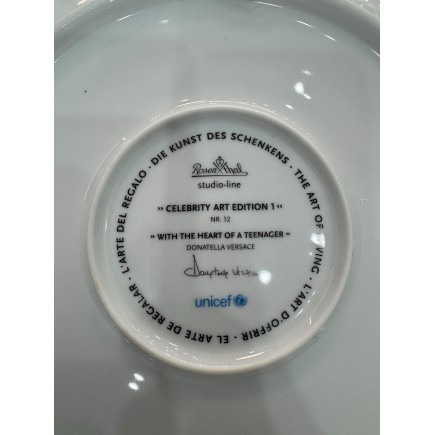 DIE KUNST DES SCHENKENS - THE ART OF GIVING - L'ART D'OFFRIR - EL ARTE DE REGALAR - L'ARTE DEL REGALO -
Rosenthal
studio-line
›› CELEBRITY ART EDITION 1 ‹‹
NR. 12
›› WITH THE HEART OF A TEENAGER ‹‹
DONATELLA VERSACE
unicef